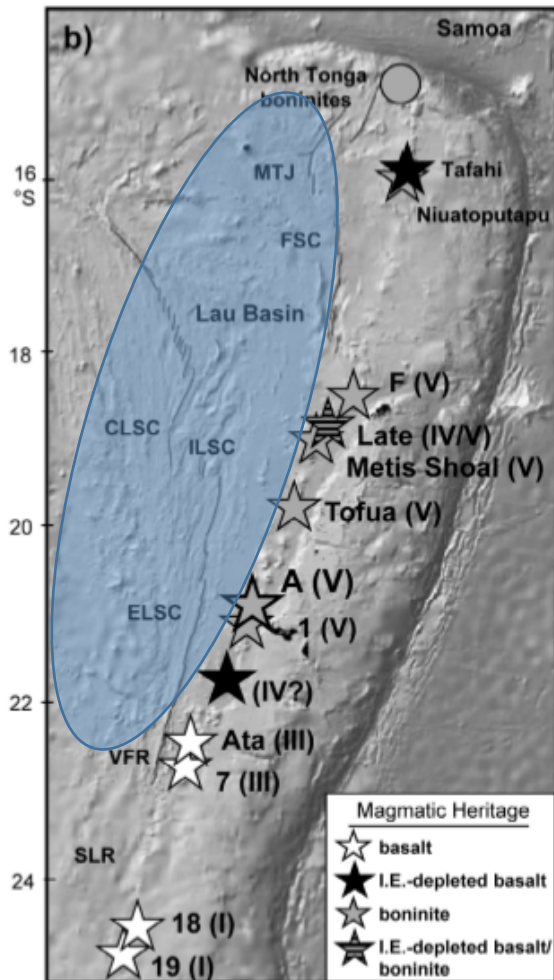 b)
Samoa
North Tonga
boninites
MTJ
Tafahi
16
°S
Niuatoputapu
FSC
Lau Basin
18
F (V)
CLSC
ILSC
Late (IV/V)
Metis Shoal (V)
Tofua (V)
20
A (V)
ELSC
1 (V)
(IV?)
22
Ata (III)
VFR
7 (III)
Magmatic Heritage
basalt
SLR
24
I.E.-depleted basalt
18 (I)
boninite
19 (I)
I.E.-depleted basalt/
boninite